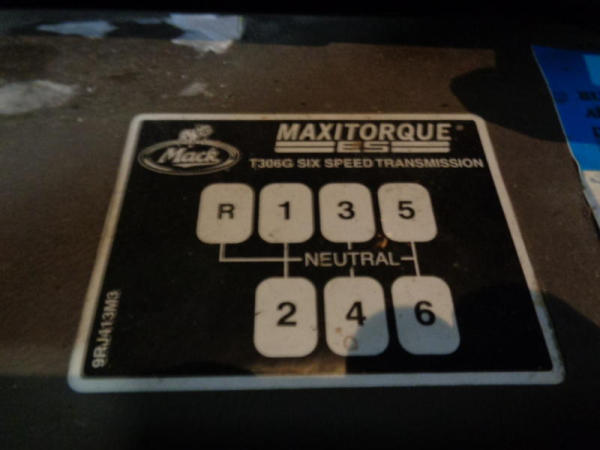 Mack
MAXITORQUE®
ES
T306G SIX SPEED TRANSMISSION
R 1 3 5
NEUTRAL
2 4 6
9RJ413M3